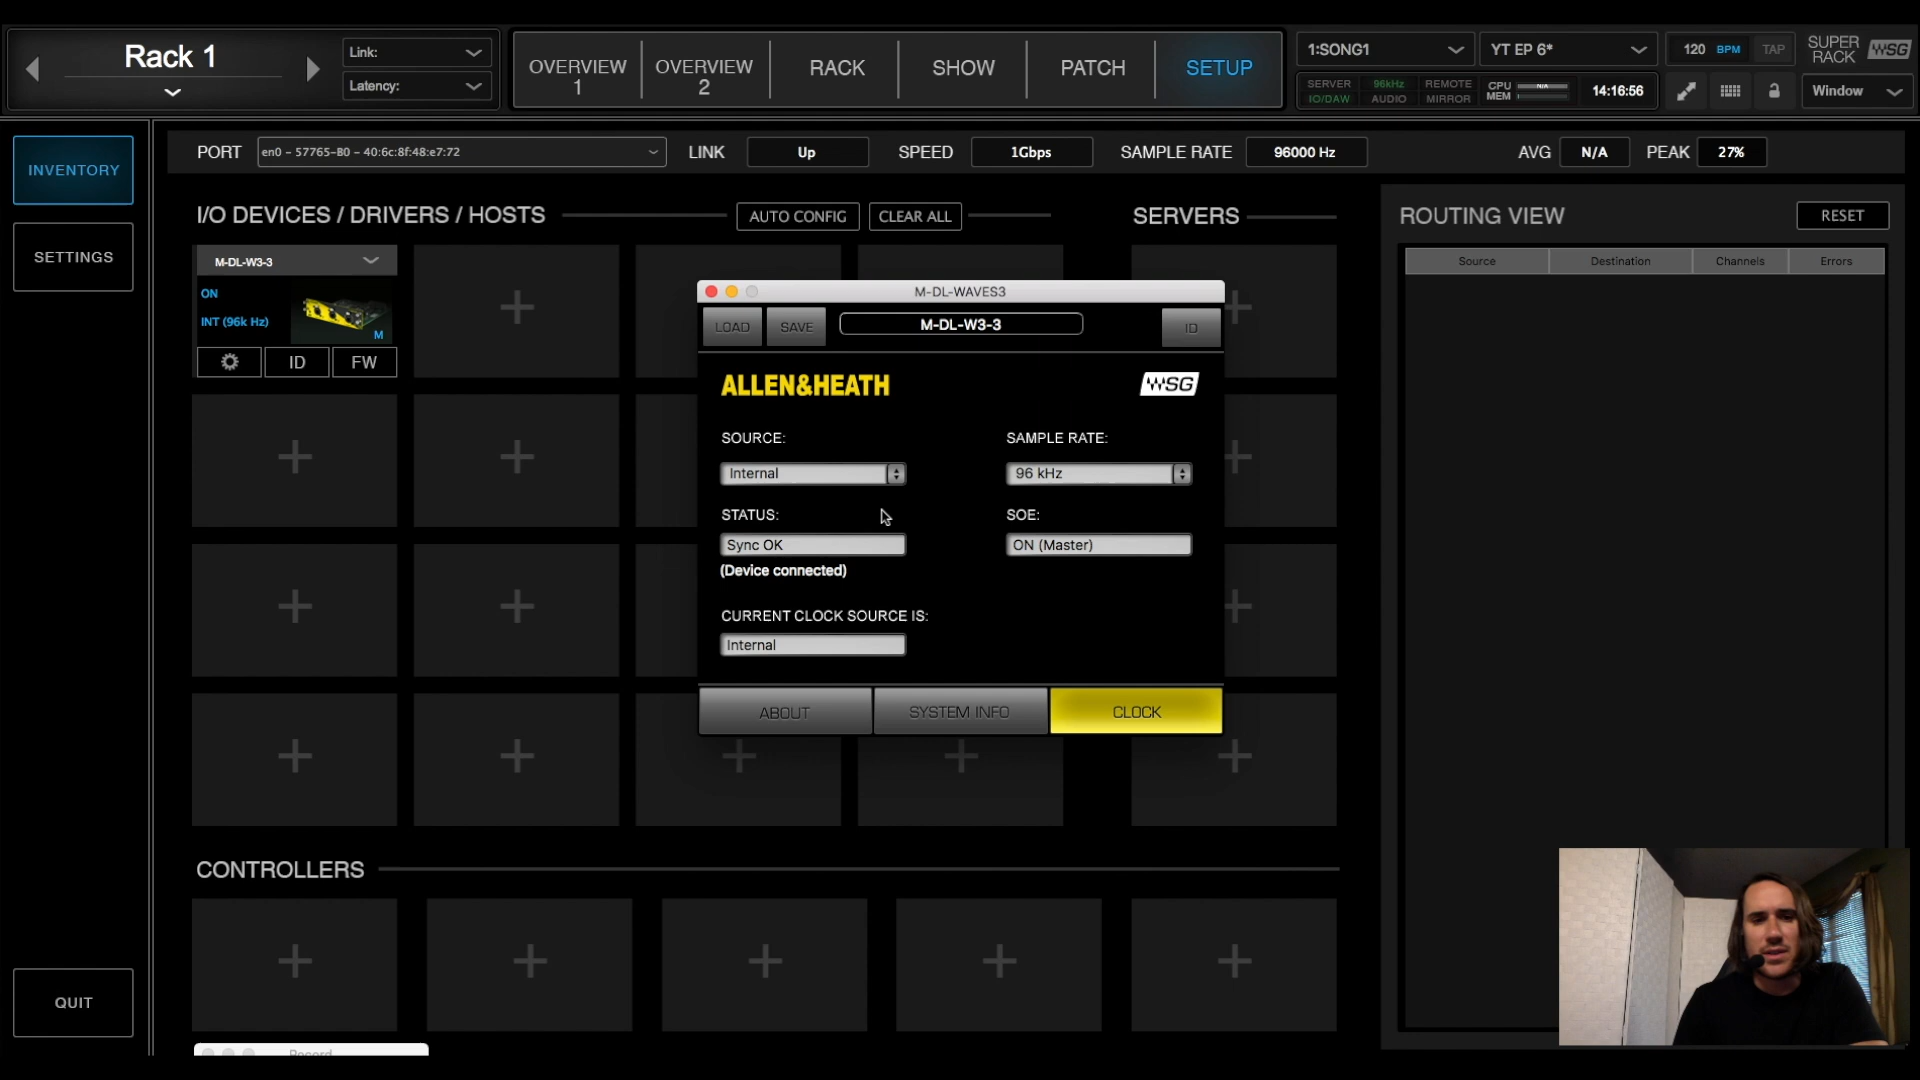 Rack 1
Link:
Latency:
OVERVIEW
1
OVERVIEW
2
RACK
SHOW
PATCH
SETUP
1:SONG1
YT EP 6*
120 BPM
TAP
SUPER
RACK
WSG
SERVER
IO/DAW
96kHz
AUDIO
REMOTE
MIRROR
CPU
MEM
N/A
14:16:56
Window
INVENTORY
SETTINGS
QUIT
PORT
en0 - 57765-B0 - 40:6c:8f:48:e7:72
LINK
Up
SPEED
1Gbps
SAMPLE RATE
96000 Hz
AVG
N/A
PEAK
27%
I/O DEVICES / DRIVERS / HOSTS
AUTO CONFIG
CLEAR ALL
SERVERS
ROUTING VIEW
RESET
Source
Destination
Channels
Errors
M-DL-W3-3
ON
INT (96k Hz)
M
ID
FW
M-DL-WAVES3
LOAD
SAVE
M-DL-W3-3
ID
ALLEN&HEATH
WSG
SOURCE:
SAMPLE RATE:
Internal
96 kHz
STATUS:
SOE:
Sync OK
ON (Master)
(Device connected)
CURRENT CLOCK SOURCE IS:
Internal
ABOUT
SYSTEM INFO
CLOCK
CONTROLLERS
Record